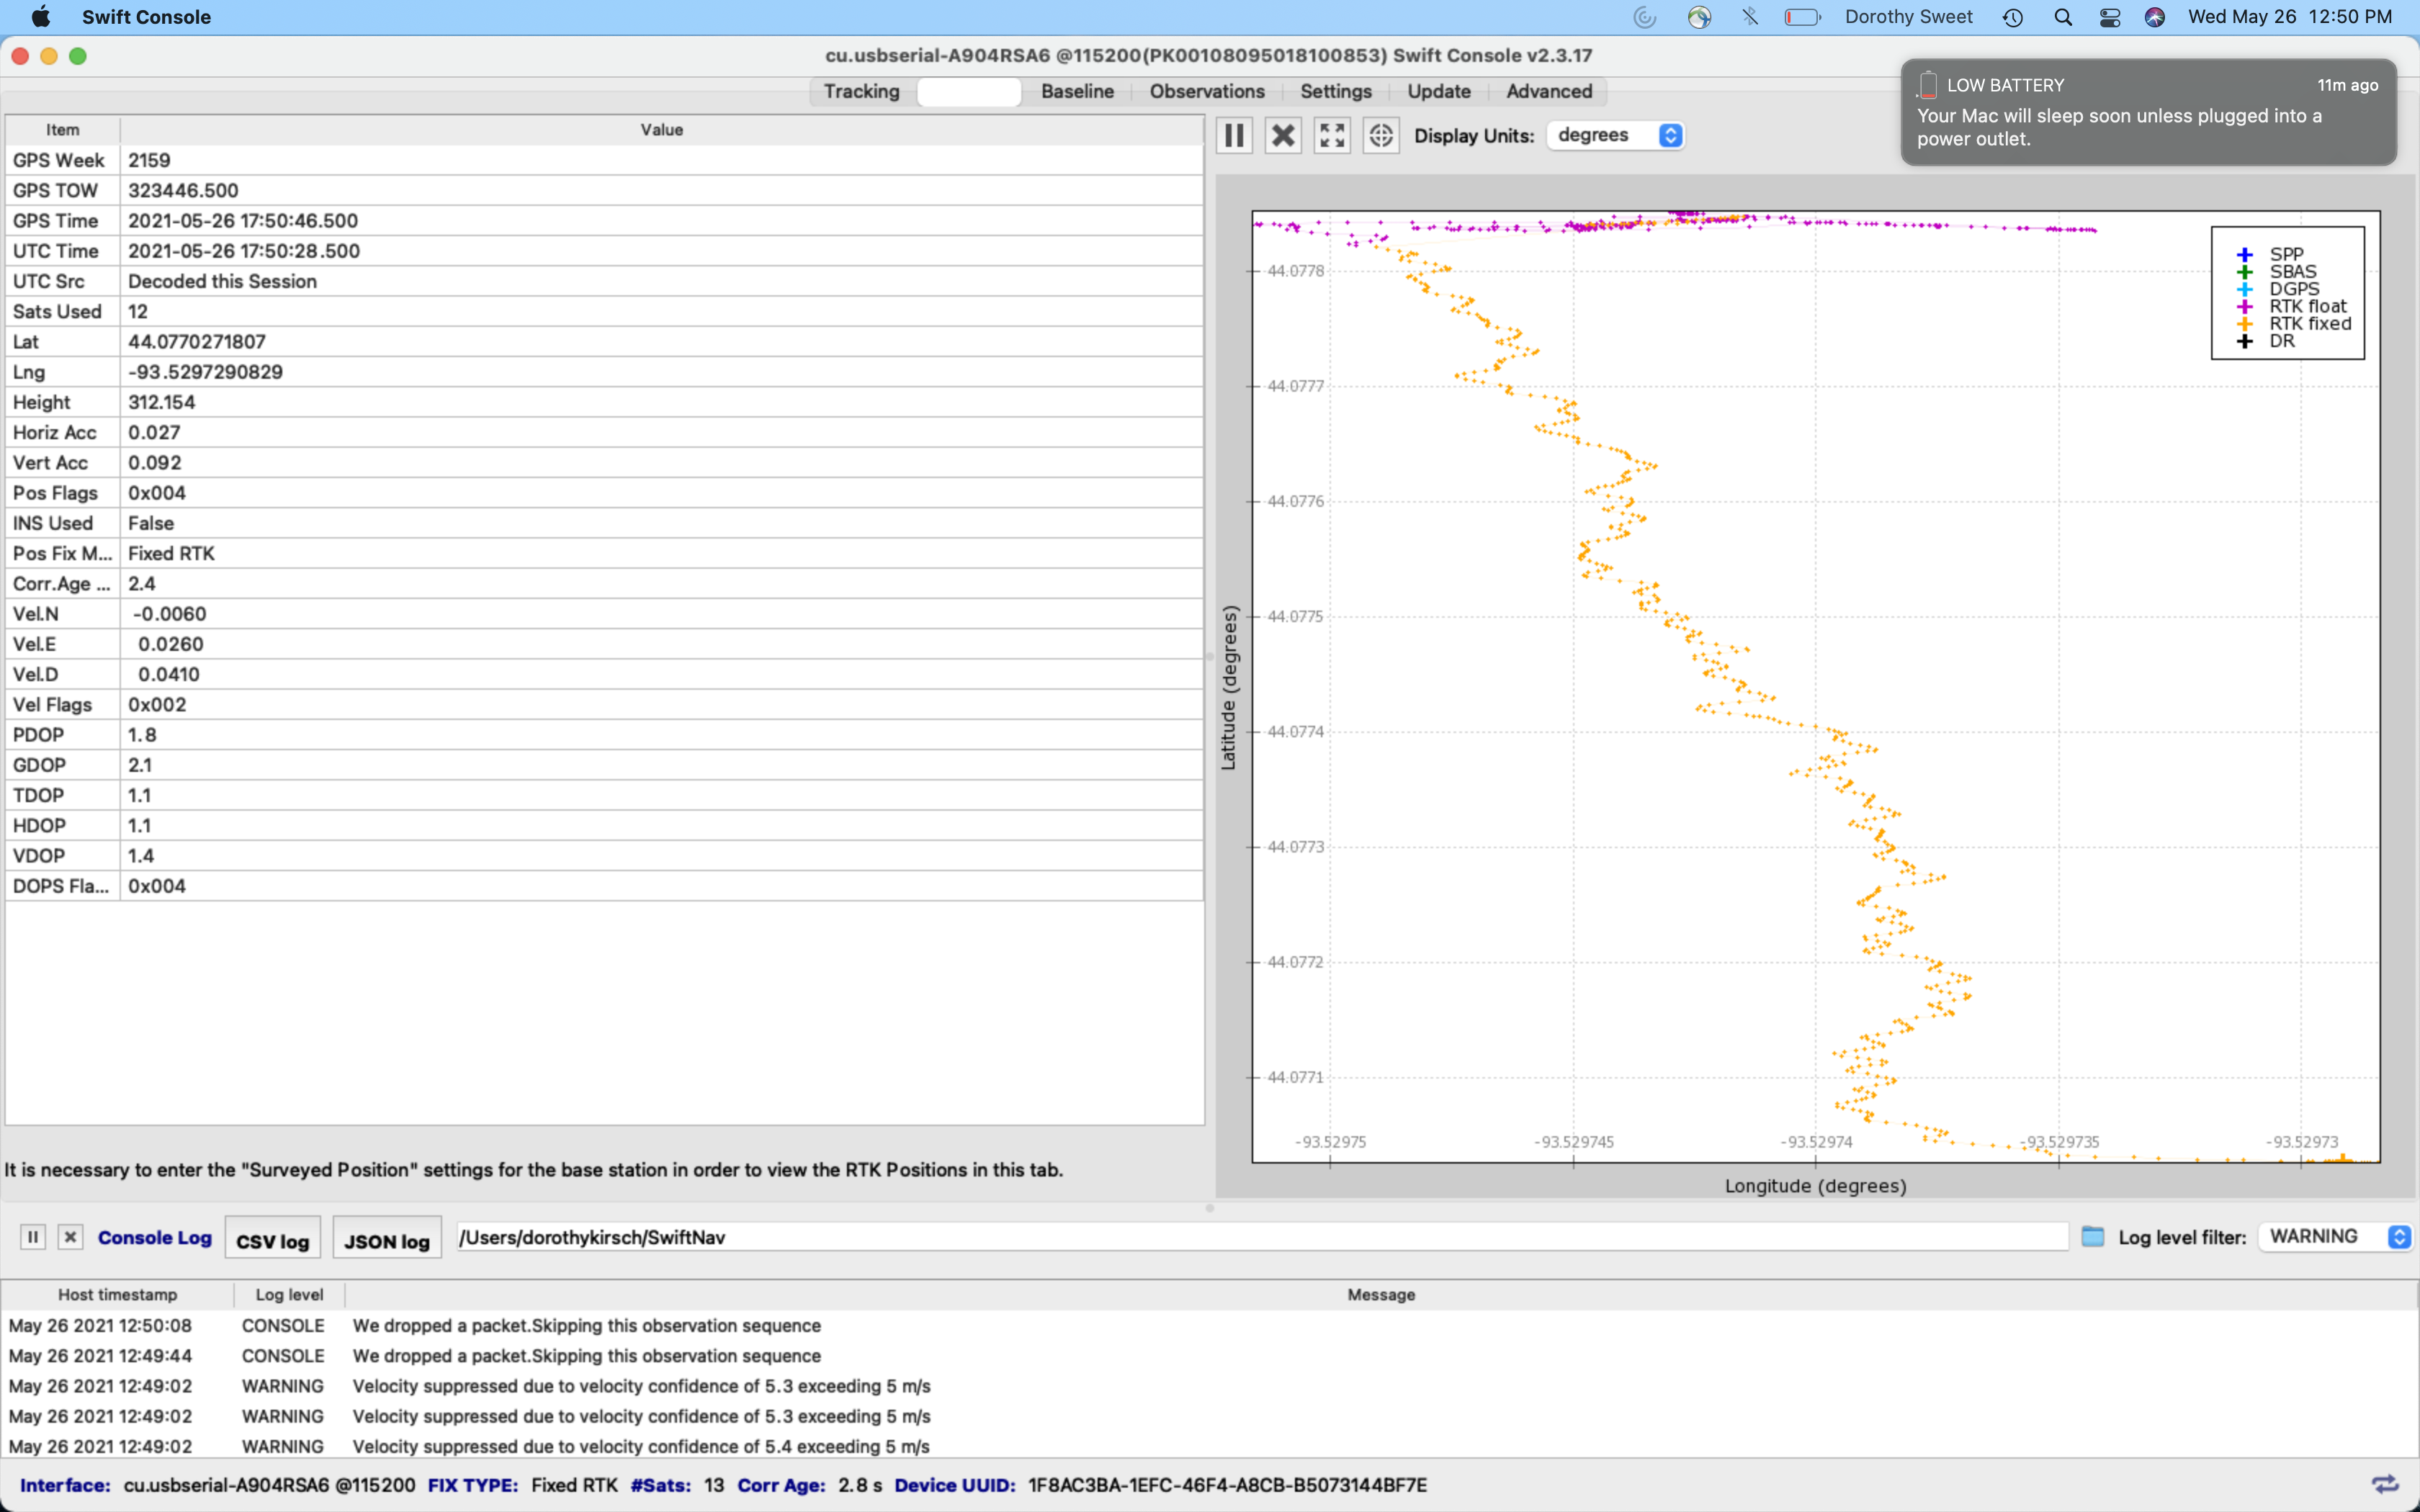 Swift Console
Dorothy Sweet
Wed May 26 12:50 PM
cu.usbserial-A904RSA6 @115200(PK00108095018100853) Swift Console v2.3.17
Tracking Baseline Observations Settings Update Advanced
LOW BATTERY 11m ago
Your Mac will sleep soon unless plugged into a
power outlet.
Item Value
GPS Week 2159
GPS TOW 323446.500
GPS Time 2021-05-26 17:50:46.500
UTC Time 2021-05-26 17:50:28.500
UTC Src Decoded this Session
Sats Used 12
Lat 44.0770271807
Lng -93.5297290829
Height 312.154
Horiz Acc 0.027
Vert Acc 0.092
Pos Flags 0x004
INS Used False
Pos Fix M... Fixed RTK
Corr.Age ... 2.4
Vel.N -0.0060
Vel.E 0.0260
Vel.D 0.0410
Vel Flags 0x002
PDOP 1.8
GDOP 2.1
TDOP 1.1
HDOP 1.1
VDOP 1.4
DOPS Fla... 0x004
It is necessary to enter the "Surveyed Position" settings for the base station in order to view the RTK Positions in this tab.
Display Units: degrees
SPP
SBAS
DGPS
RTK float
RTK fixed
DR
44.0778
44.0777
44.0776
44.0775
44.0774
44.0773
44.0772
44.0771
Latitude (degrees)
-93.52975 -93.529745 -93.52974 -93.529735 -93.52973
Longitude (degrees)
Console Log CSV log JSON log /Users/dorothykirsch/SwiftNav Log level filter: WARNING
Host timestamp Log level Message
May 26 2021 12:50:08 CONSOLE We dropped a packet.Skipping this observation sequence
May 26 2021 12:49:44 CONSOLE We dropped a packet.Skipping this observation sequence
May 26 2021 12:49:02 WARNING Velocity suppressed due to velocity confidence of 5.3 exceeding 5 m/s
May 26 2021 12:49:02 WARNING Velocity suppressed due to velocity confidence of 5.3 exceeding 5 m/s
May 26 2021 12:49:02 WARNING Velocity suppressed due to velocity confidence of 5.4 exceeding 5 m/s
Interface: cu.usbserial-A904RSA6 @115200 FIX TYPE: Fixed RTK #Sats: 13 Corr Age: 2.8 s Device UUID: 1F8AC3BA-1EFC-46F4-A8CB-B5073144BF7E